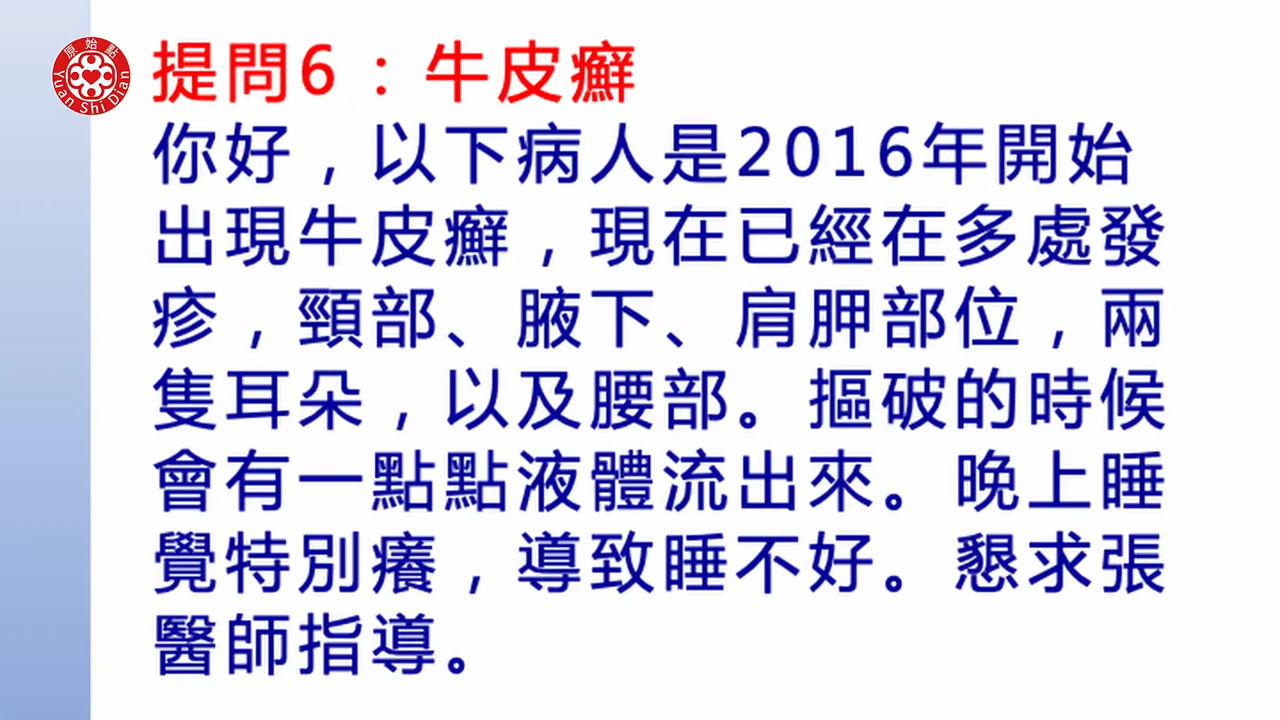 原始點
Yuan Shi Dian
提問6：牛皮癬
你好，以下病人是2016年開始
出現牛皮癬，現在已經在多處發
疹，頸部、腋下、肩胛部位，兩
隻耳朵，以及腰部。摳破的時候
會有一點點液體流出來。晚上睡
覺特別癢，導致睡不好。懇求張
醫師指導。